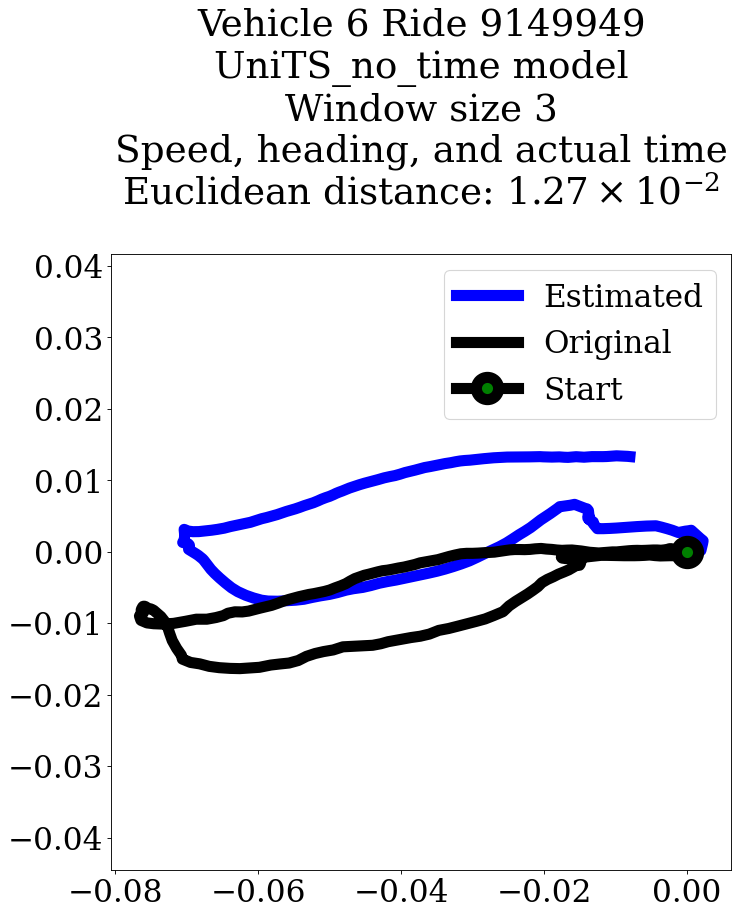 Vehicle 6 Ride 9149949
UniTS_no_time model
Window size 3
Speed, heading, and actual time
Euclidean distance: 1.27 × 10⁻²
Estimated
Original
Start
0.04
0.03
0.02
0.01
0.00
−0.01
−0.02
−0.03
−0.04
−0.08 −0.06 −0.04 −0.02 0.00